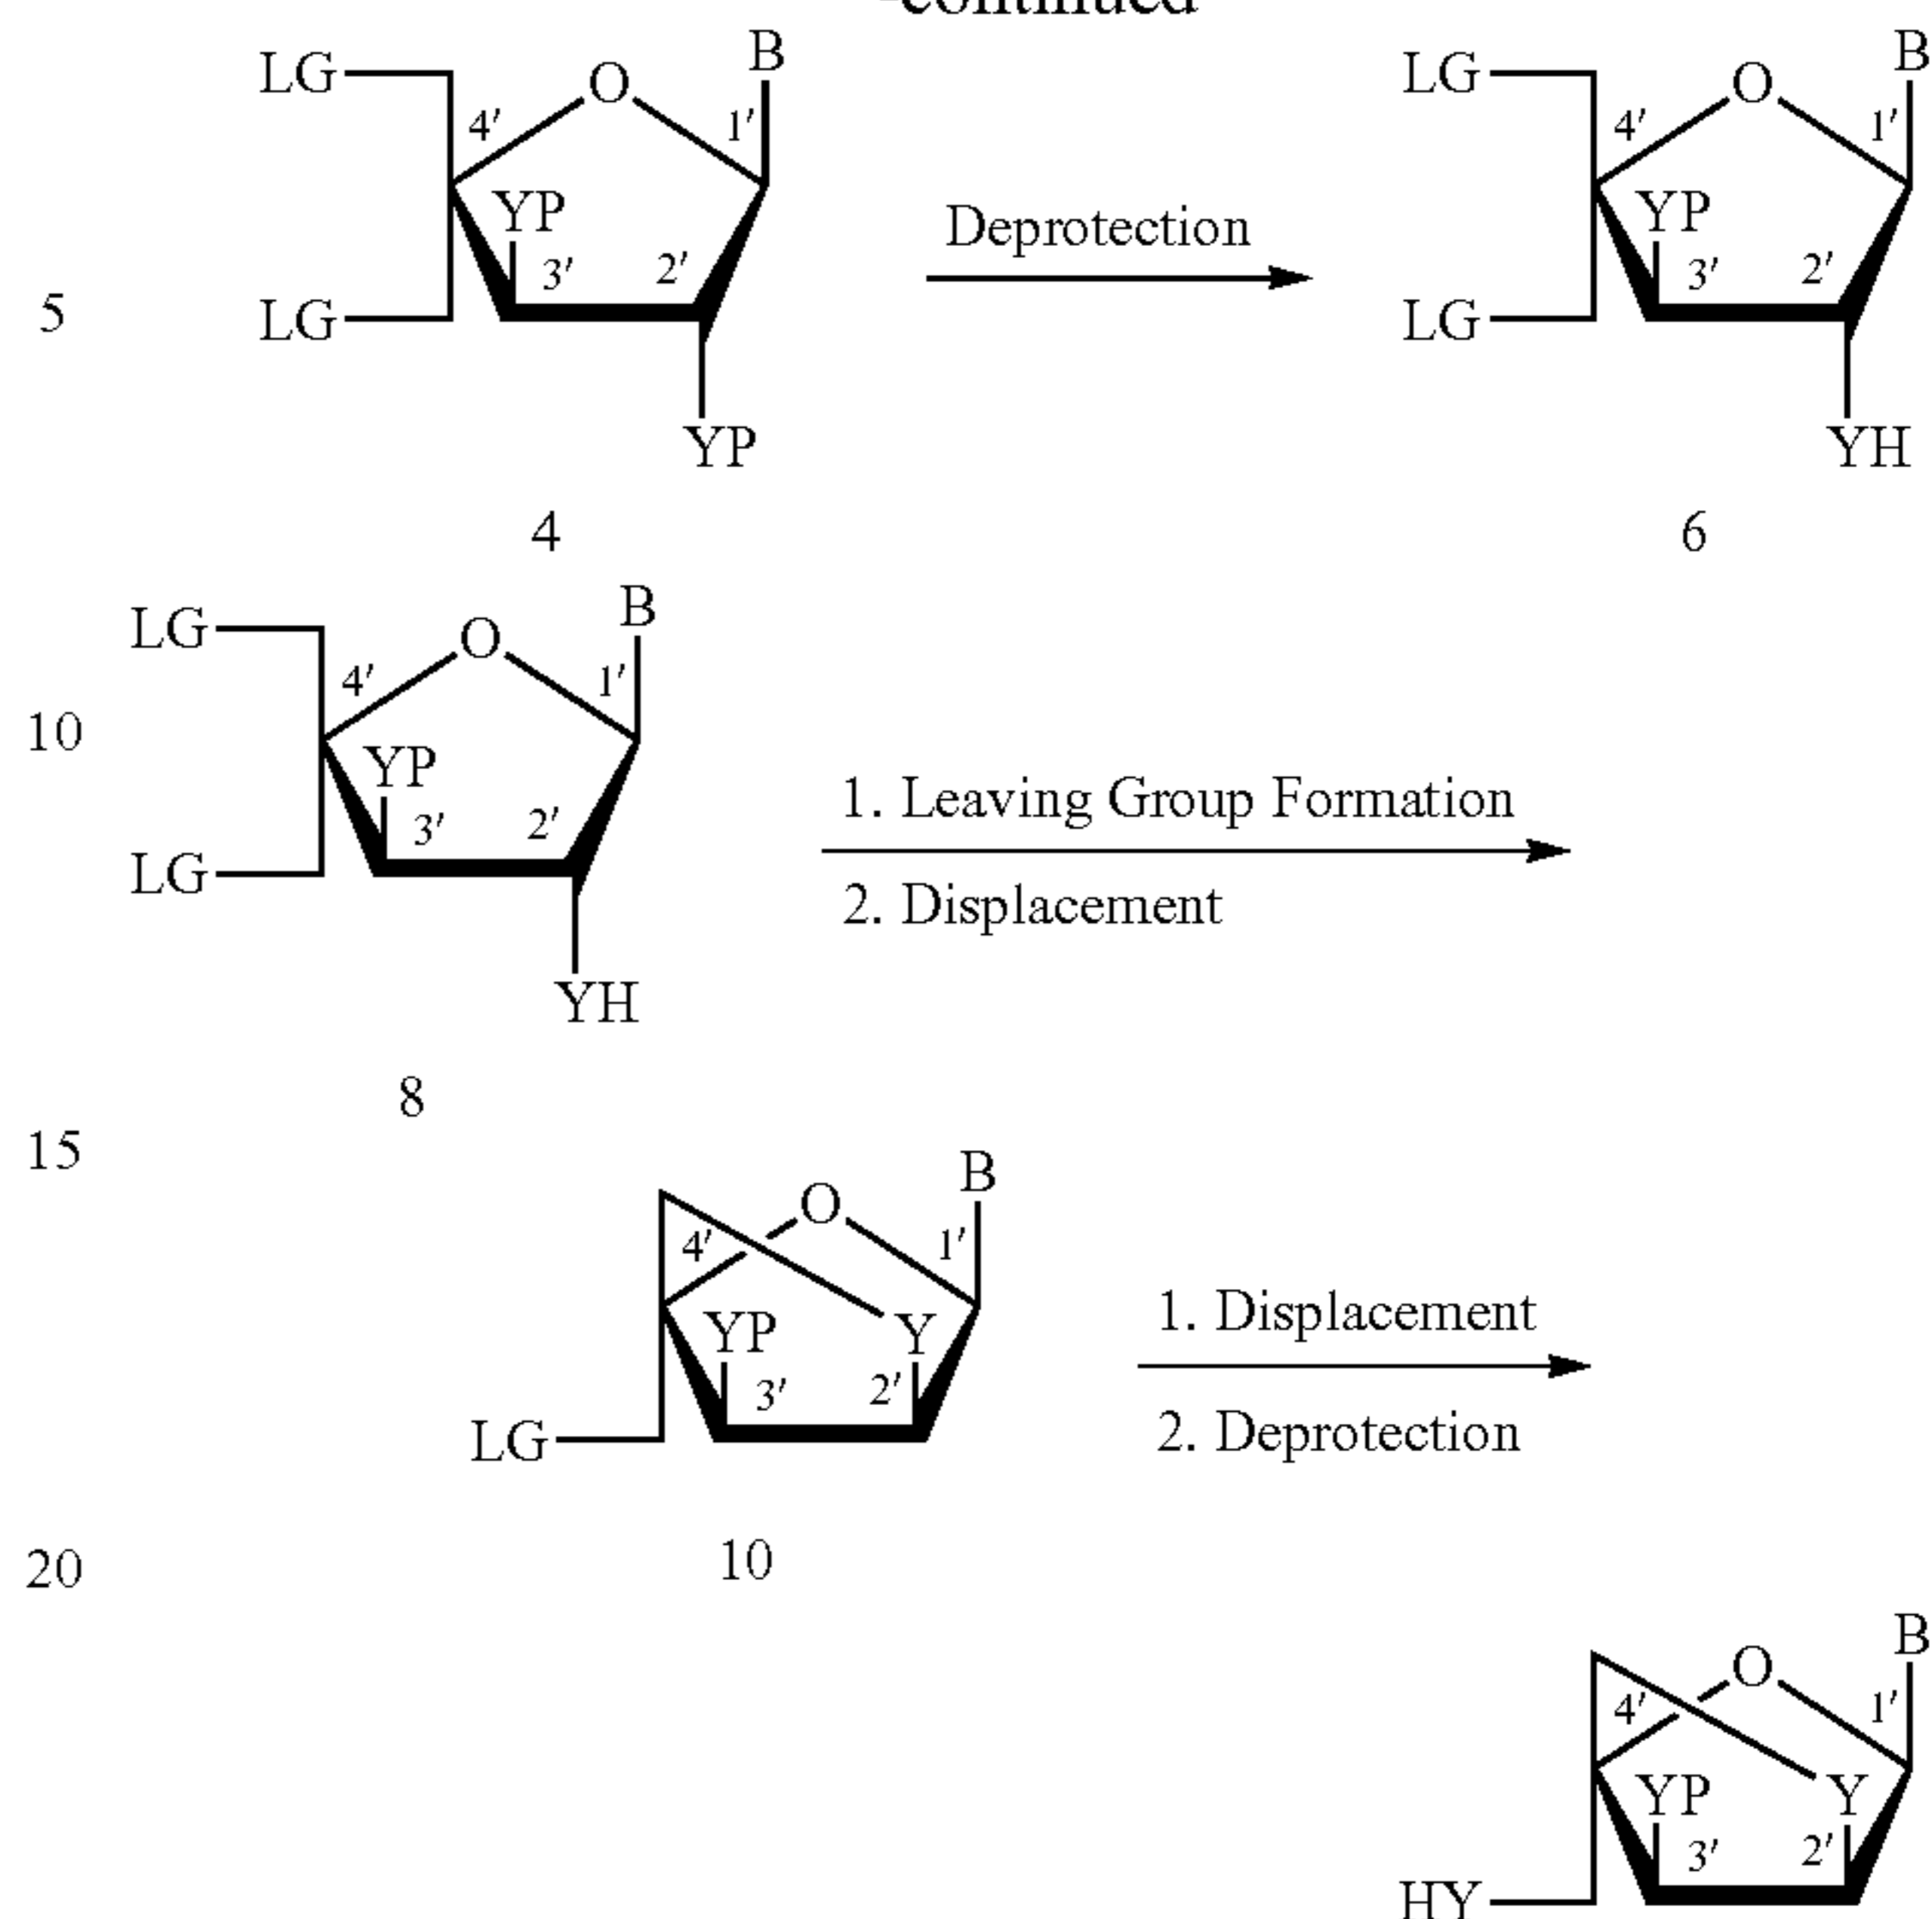 -continued
B
B
LG
O
LG
O
4'
1'
4'
1'
YP
YP
Deprotection
3'
2'
3'
2'
5
LG
LG
YP
YH
4
6
B
LG
O
4'
1'
10
YP
1. Leaving Group Formation
3'
2'
LG
2. Displacement
YH
8
15
B
O
4'
1'
YP
Y
1. Displacement
3'
2'
LG
2. Deprotection
10
20
B
O
4'
1'
YP
Y
3'
2'
HY